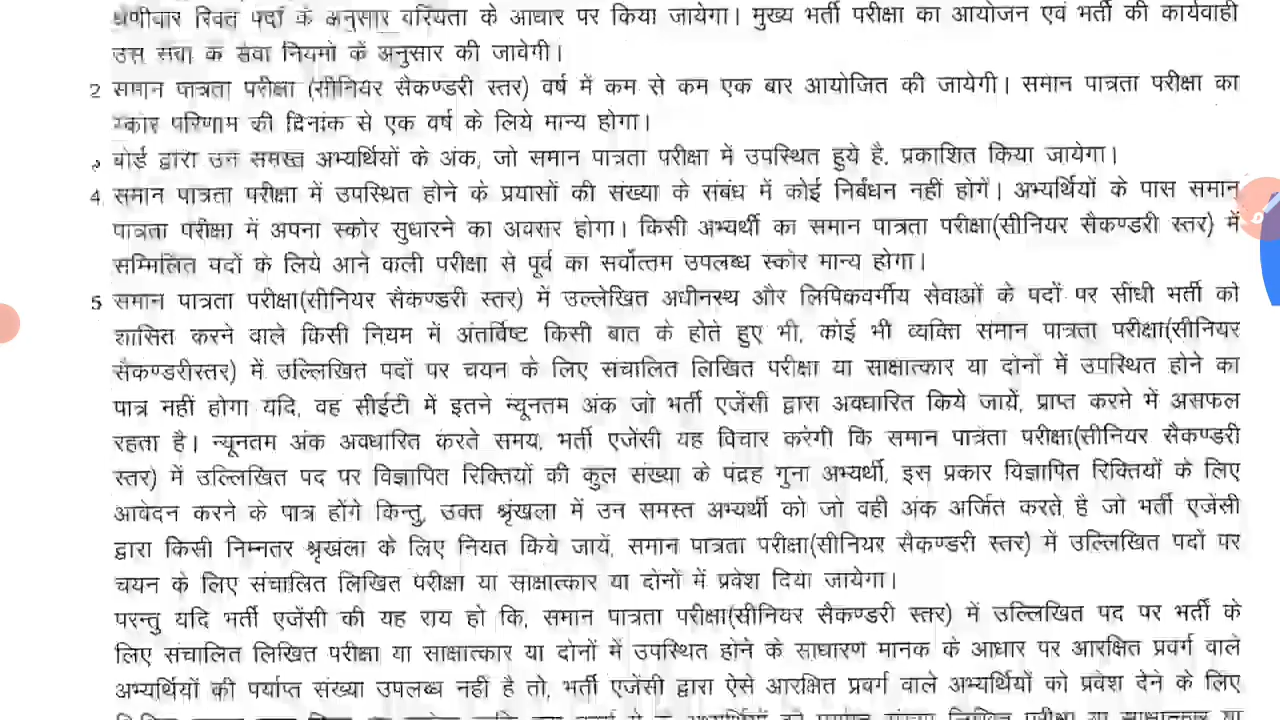 श्रेणीवार रिक्त पदों के अनुसार वरियता के आधार पर किया जायेगा। मुख्य भर्ती परीक्षा का आयोजन एवं भर्ती की कार्यवाही
उस सेवा के सेवा नियमों के अनुसार की जावेगी।
2 समान पात्रता परीक्षा (सीनियर सैकण्डरी स्तर) वर्ष में कम से कम एक बार आयोजित की जायेगी। समान पात्रता परीक्षा का
स्कोर परिणाम की दिनांक से एक वर्ष के लिये मान्य होगा।
बोर्ड द्वारा उन समस्त अभ्यर्थियों के अंक, जो समान पात्रता परीक्षा में उपस्थित हुये है, प्रकाशित किया जायेगा।
4 समान पात्रता परीक्षा में उपस्थित होने के प्रयासों की संख्या के संबंध में कोई निर्बंधन नहीं होगें। अभ्यर्थियों के पास समान
पात्रता परीक्षा में अपना स्कोर सुधारने का अवसर होगा। किसी अभ्यर्थी का समान पात्रता परीक्षा(सीनियर सैकण्डरी स्तर) में
सम्मिलित पदों के लिये आने वाली परीक्षा से पूर्व का सर्वोत्तम उपलब्ध स्कोर मान्य होगा।
5 समान पात्रता परीक्षा(सीनियर सैकण्डरी स्तर) में उल्लेखित अधीनस्थ और लिपिकवर्गीय सेवाओं के पदों पर सीधी भर्ती को
शासित करने वाले किसी नियम में अंतर्विष्ट किसी बात के होते हुए भी, कोई भी व्यक्ति समान पात्रता परीक्षा(सीनियर
सैकण्डरीस्तर) में उल्लिखित पदों पर चयन के लिए संचालित लिखित परीक्षा या साक्षात्कार या दोनों में उपस्थित होने का
पात्र नहीं होगा यदि, वह सीईटी में इतने न्यूनतम अंक जो भर्ती एजेंसी द्वारा अवधारित किये जायें, प्राप्त करने में असफल
रहता है। न्यूनतम अंक अवधारित करते समय, भर्ती एजेंसी यह विचार करेगी कि समान पात्रता परीक्षा(सीनियर सैकण्डरी
स्तर) में उल्लिखित पद पर विज्ञापित रिक्तियों की कुल संख्या के पंद्रह गुना अभ्यर्थी, इस प्रकार विज्ञापित रिक्तियों के लिए
आवेदन करने के पात्र होंगे किन्तु, उक्त श्रृंखला में उन समस्त अभ्यर्थी को जो वही अंक अर्जित करते है जो भर्ती एजेंसी
द्वारा किसी निम्नतर श्रृखंला के लिए नियत किये जायें, समान पात्रता परीक्षा(सीनियर सैकण्डरी स्तर) में उल्लिखित पदों पर
चयन के लिए संचालित लिखित परीक्षा या साक्षात्कार या दोनों में प्रवेश दिया जायेगा।
परन्तु यदि भर्ती एजेंसी की यह राय हो कि, समान पात्रता परीक्षा(सीनियर सैकण्डरी स्तर) में उल्लिखित पद पर भर्ती के
लिए संचालित लिखित परीक्षा या साक्षात्कार या दोनों में उपस्थित होने के साधारण मानक के आधार पर आरक्षित प्रवर्ग वाले
अभ्यर्थियों की पर्याप्त संख्या उपलब्ध नहीं है तो, भर्ती एजेंसी द्वारा ऐसे आरक्षित प्रवर्ग वाले अभ्यर्थियों को प्रवेश देने के लिए